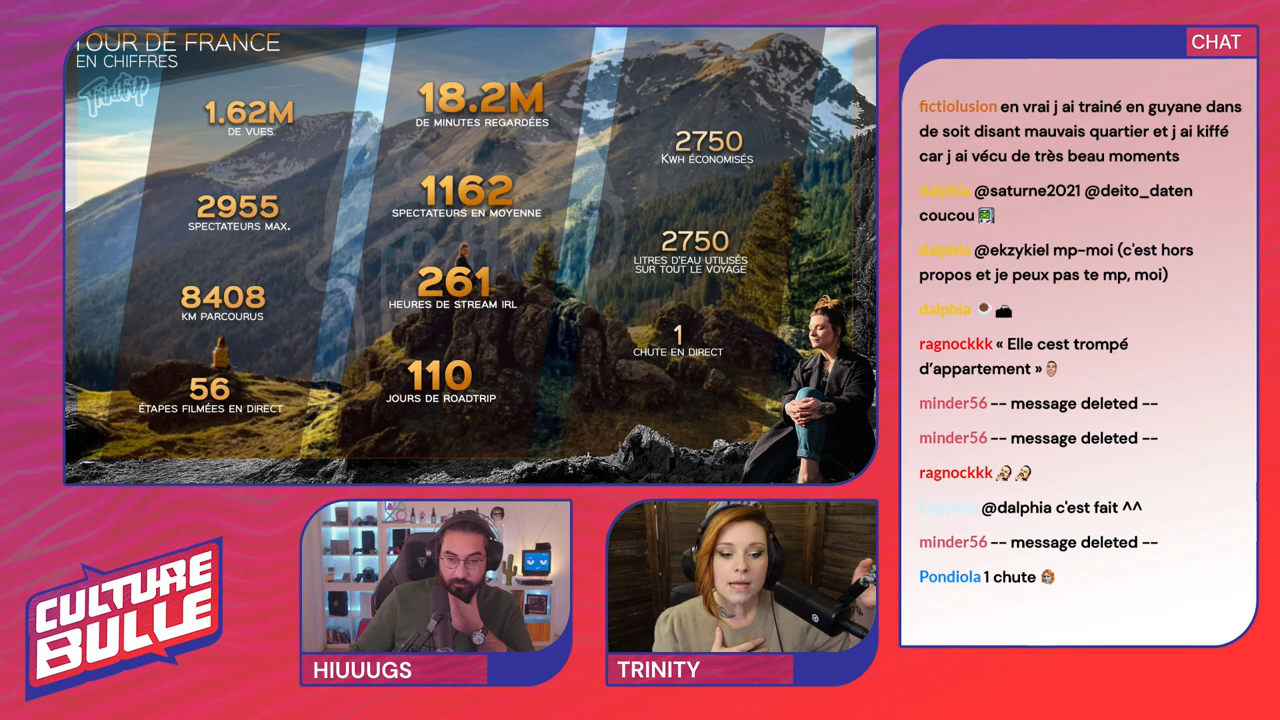 TOUR DE FRANCE
EN CHIFFRES
Trinity
1.62M
DE VUES
2955
SPECTATEURS MAX.
8408
KM PARCOURUS
56
ÉTAPES FILMÉES EN DIRECT
18.2M
DE MINUTES REGARDÉES
1162
SPECTATEURS EN MOYENNE
261
HEURES DE STREAM IRL
110
JOURS DE ROADTRIP
2750
KWH ÉCONOMISÉS
2750
LITRES D'EAU UTILISÉS
SUR TOUT LE VOYAGE
1
CHUTE EN DIRECT
CHAT
fictiolusion en vrai j ai trainé en guyane dans
de soit disant mauvais quartier et j ai kiffé
car j ai vécu de très beau moments
dalphia @saturne2021 @deito_daten
coucou
dalphia @ekzykiel mp-moi (c'est hors
propos et je peux pas te mp, moi)
dalphia
ragnockkk « Elle cest trompé
d'appartement »
minder56 -- message deleted --
minder56 -- message deleted --
ragnockkk
@dalphia c'est fait ^^
minder56 -- message deleted --
Pondiola 1 chute
CULTURE
BULLE
HIUUUGS
TRINITY